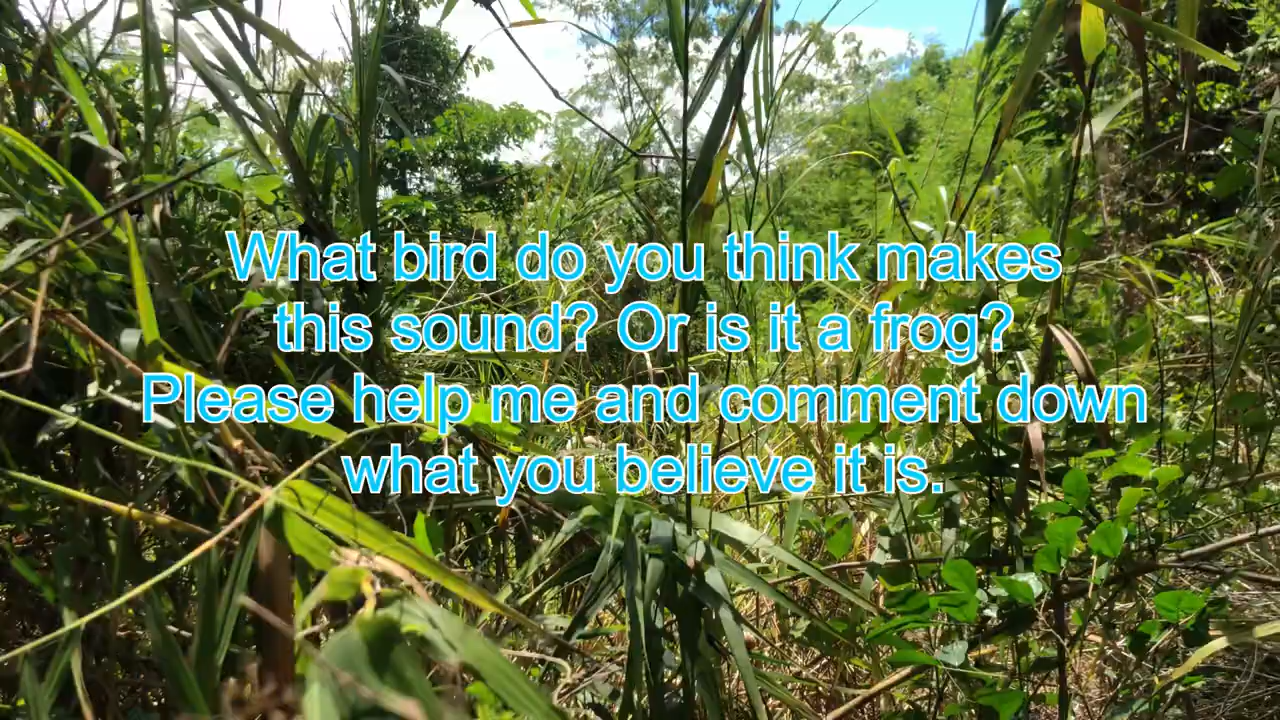 What bird do you think makes
this sound? Or is it a frog?
Please help me and comment down
what you believe it is.